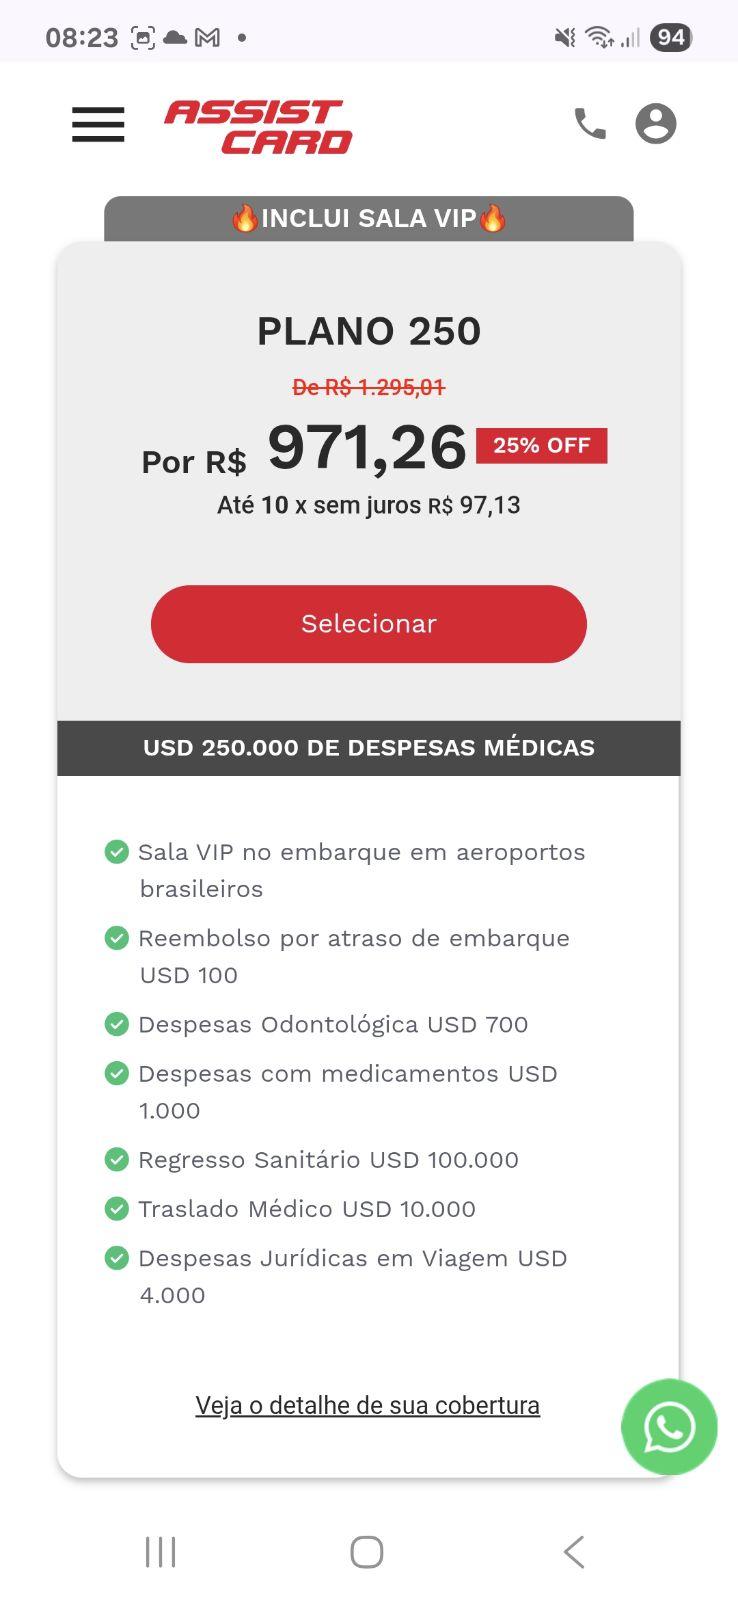 08:23
94
ASSIST
CARD
🔥INCLUI SALA VIP🔥
PLANO 250
De R$ 1.295,01
Por R$ 971,26 25% OFF
Até 10 x sem juros R$ 97,13
Selecionar
USD 250.000 DE DESPESAS MÉDICAS
Sala VIP no embarque em aeroportos
brasileiros
Reembolso por atraso de embarque
USD 100
Despesas Odontológica USD 700
Despesas com medicamentos USD
1.000
Regresso Sanitário USD 100.000
Traslado Médico USD 10.000
Despesas Jurídicas em Viagem USD
4.000
Veja o detalhe de sua cobertura